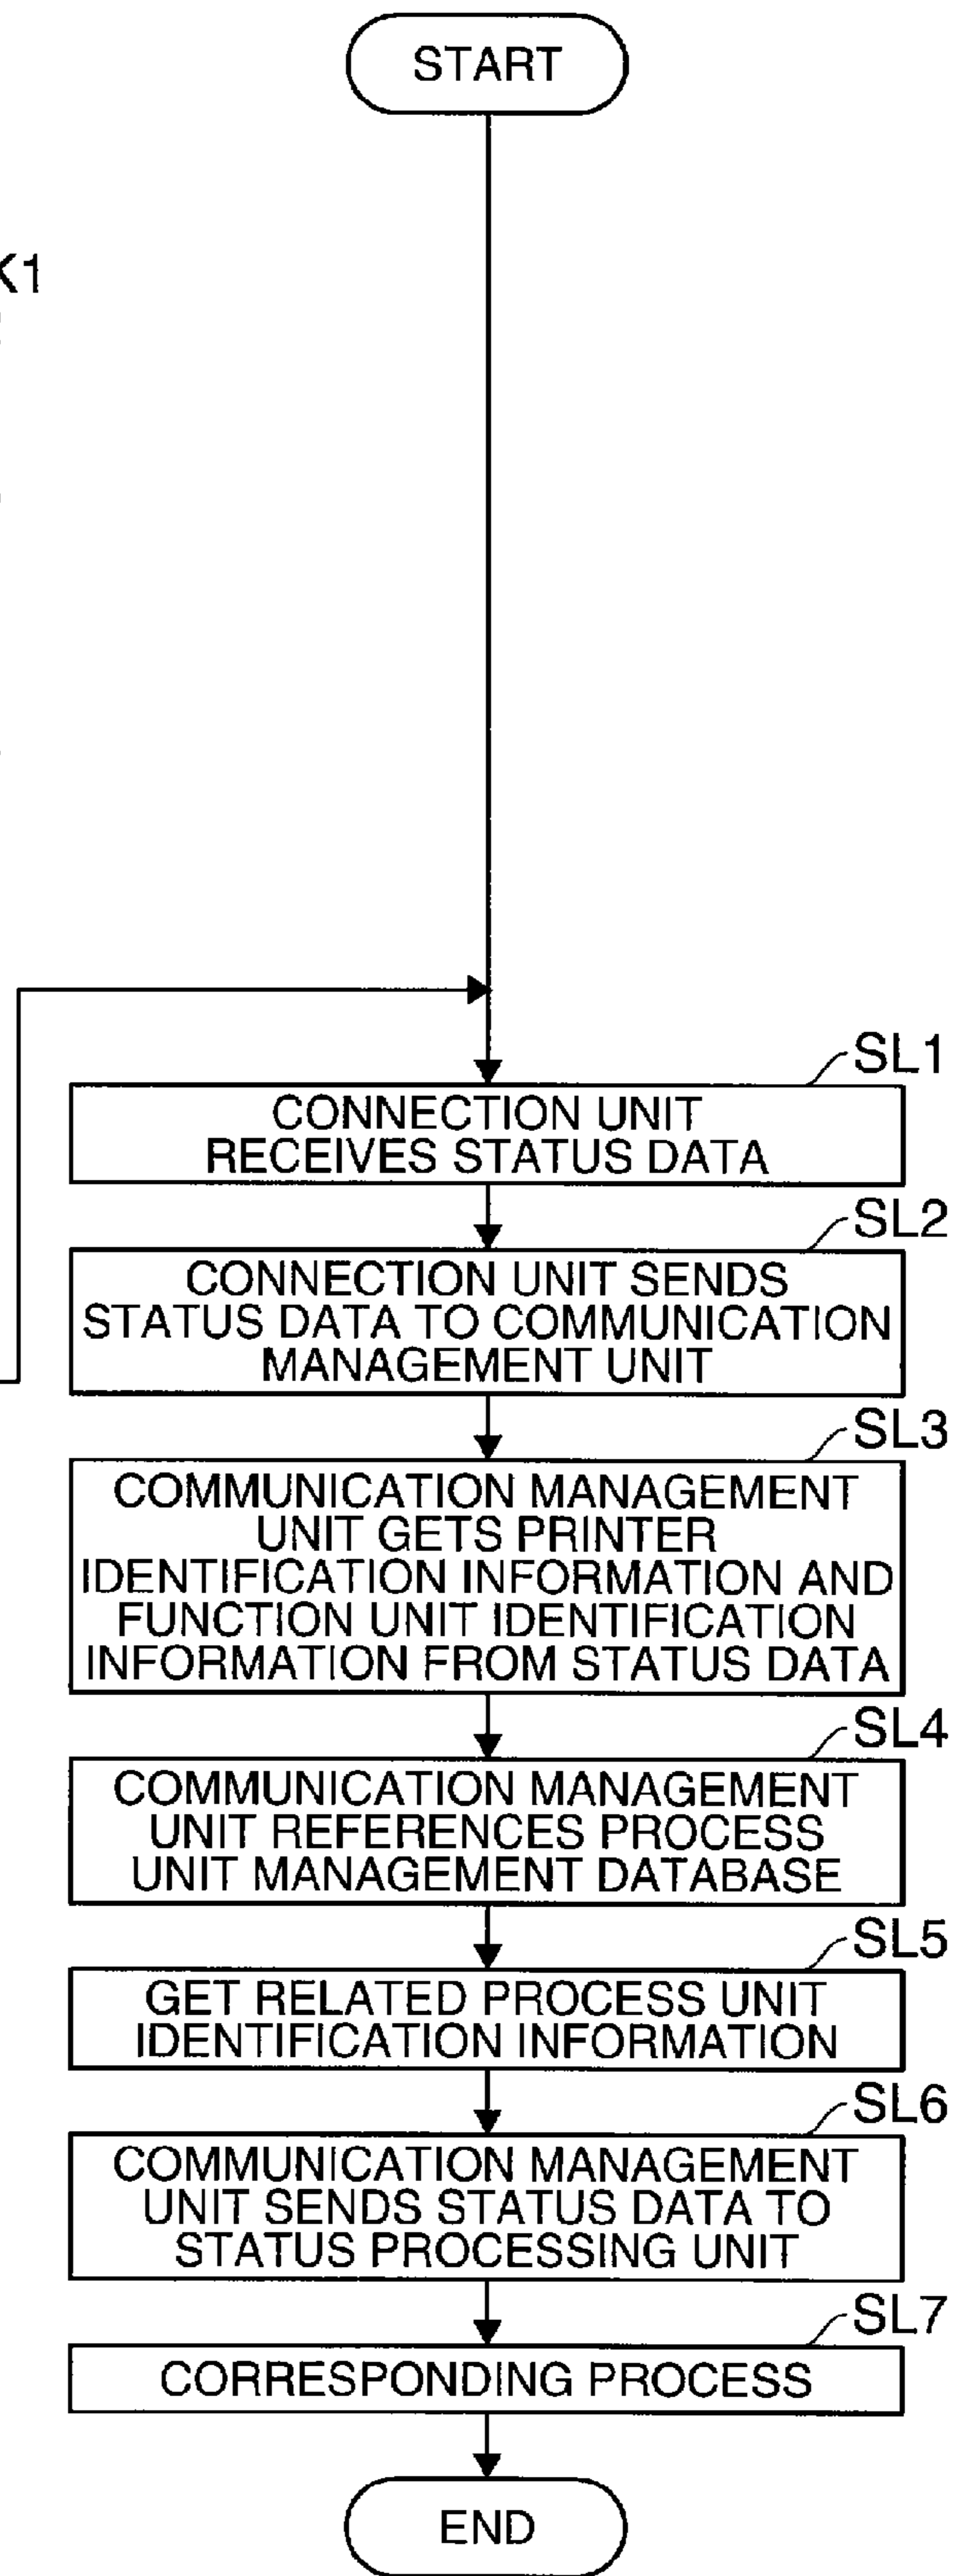 START
K1
SL1
CONNECTION UNIT
RECEIVES STATUS DATA
SL2
CONNECTION UNIT SENDS
STATUS DATA TO COMMUNICATION
MANAGEMENT UNIT
SL3
COMMUNICATION MANAGEMENT
UNIT GETS PRINTER
IDENTIFICATION INFORMATION AND
FUNCTION UNIT IDENTIFICATION
INFORMATION FROM STATUS DATA
SL4
COMMUNICATION MANAGEMENT
UNIT REFERENCES PROCESS
UNIT MANAGEMENT DATABASE
SL5
GET RELATED PROCESS UNIT
IDENTIFICATION INFORMATION
SL6
COMMUNICATION MANAGEMENT
UNIT SENDS STATUS DATA TO
STATUS PROCESSING UNIT
SL7
CORRESPONDING PROCESS
END